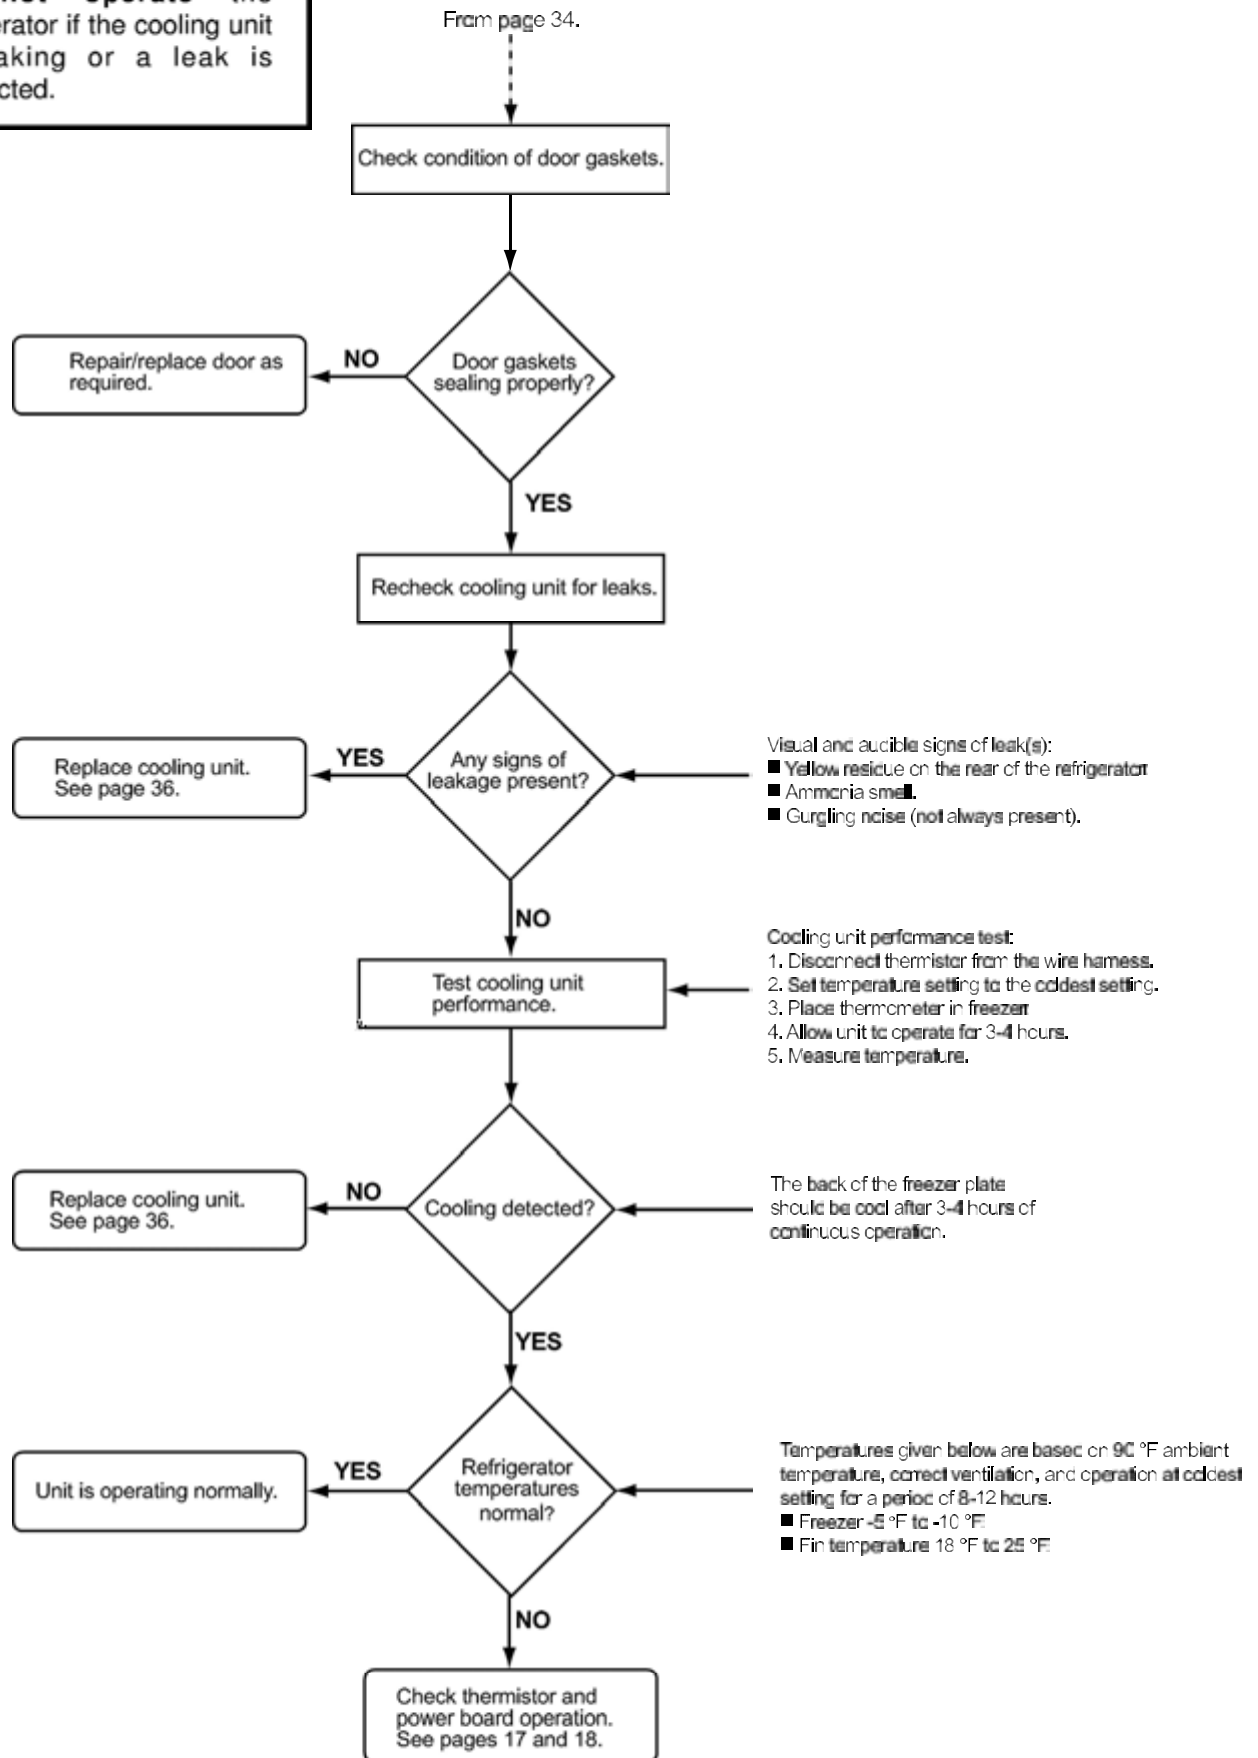 not operate the
erator if the cooling unit
aking or a leak is
cted.
From page 34.
Check condition of door gaskets.
Door gaskets
sealing properly?
NO
Repair/replace door as
required.
YES
Recheck cooling unit for leaks.
Any signs of
leakage present?
YES
Replace cooling unit.
See page 36.
Visual and audible signs of leak(s):
■ Yellow residue on the rear of the refrigerator
■ Ammonia smell.
■ Gurgling noise (not always present).
NO
Test cooling unit
performance.
Cooling unit performance test:
1. Disconnect thermistor from the wire harness.
2. Set temperature setting to the coldest setting.
3. Place thermometer in freezer
4. Allow unit to operate for 3-4 hours.
5. Measure temperature.
Cooling detected?
NO
Replace cooling unit.
See page 36.
The back of the freezer plate
should be cool after 3-4 hours of
continuous operation.
YES
Refrigerator
temperatures
normal?
YES
Unit is operating normally.
Temperatures given below are based on 90 °F ambient
temperature, correct ventilation, and operation at coldest
setting for a period of 8-12 hours.
■ Freezer -5 °F to -10 °F
■ Fin temperature 18 °F to 25 °F
NO
Check thermistor and
power board operation.
See pages 17 and 18.